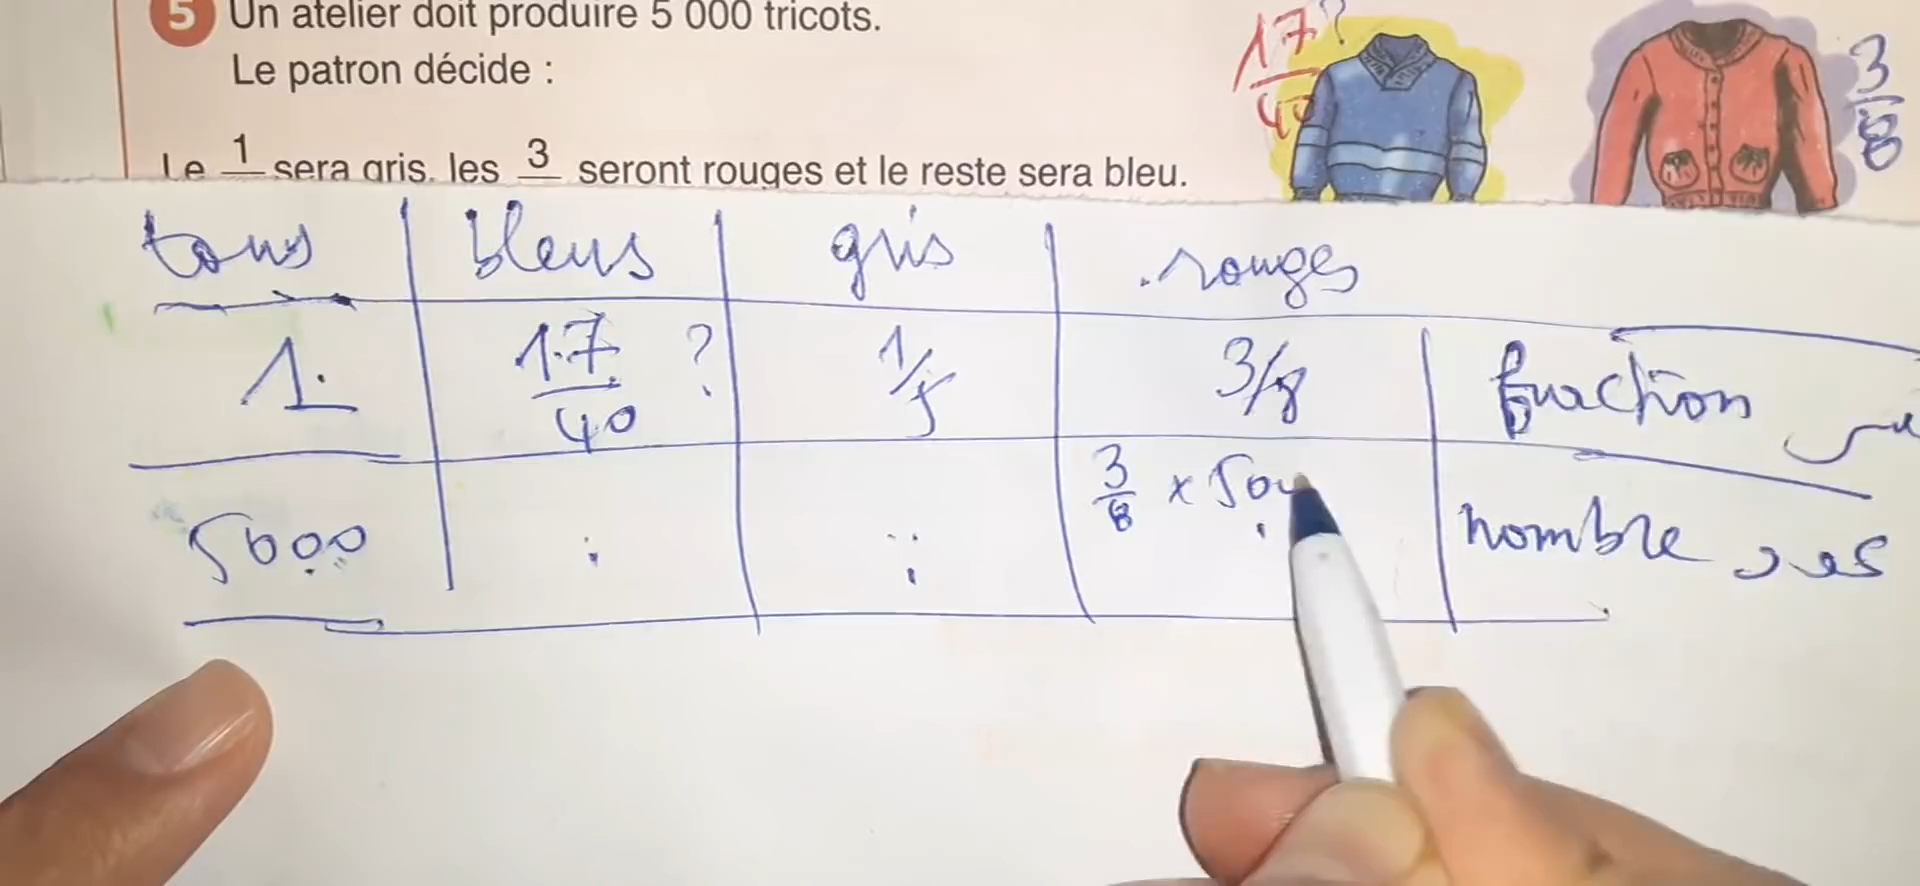 5 Un atelier doit produire 5 000 tricots.
Le patron décide :
Le 1 sera gris, les 3 seront rouges et le reste sera bleu.
17 ?
40
3
8
tous bleus gris rouges
1 17/40 ? 1/5 3/8 fraction
5000 3/8 x 500 nombre